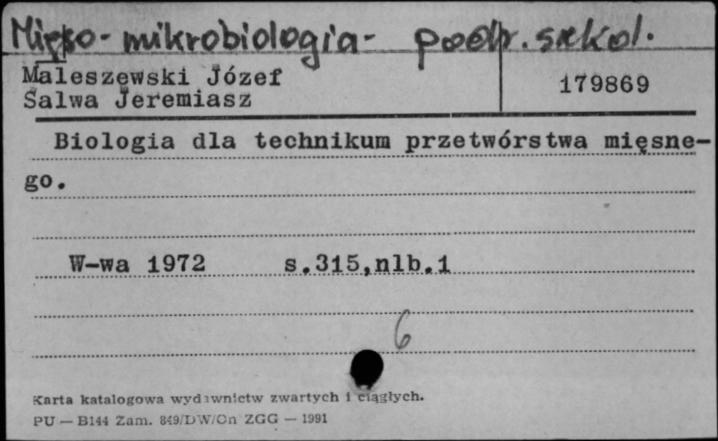 Mięso - mikrobiologia - podr. szkol.
Maleszewski Józef
Salwa Jeremiasz
179869
Biologia dla technikum przetwórstwa mięsne-
go.
W-wa 1972 s.315,nlb.1
6
Karta katalogowa wydawnictw zwartych i ciągłych.
PU — B144 Zam. 849/DW/Cn ZGG — 1991